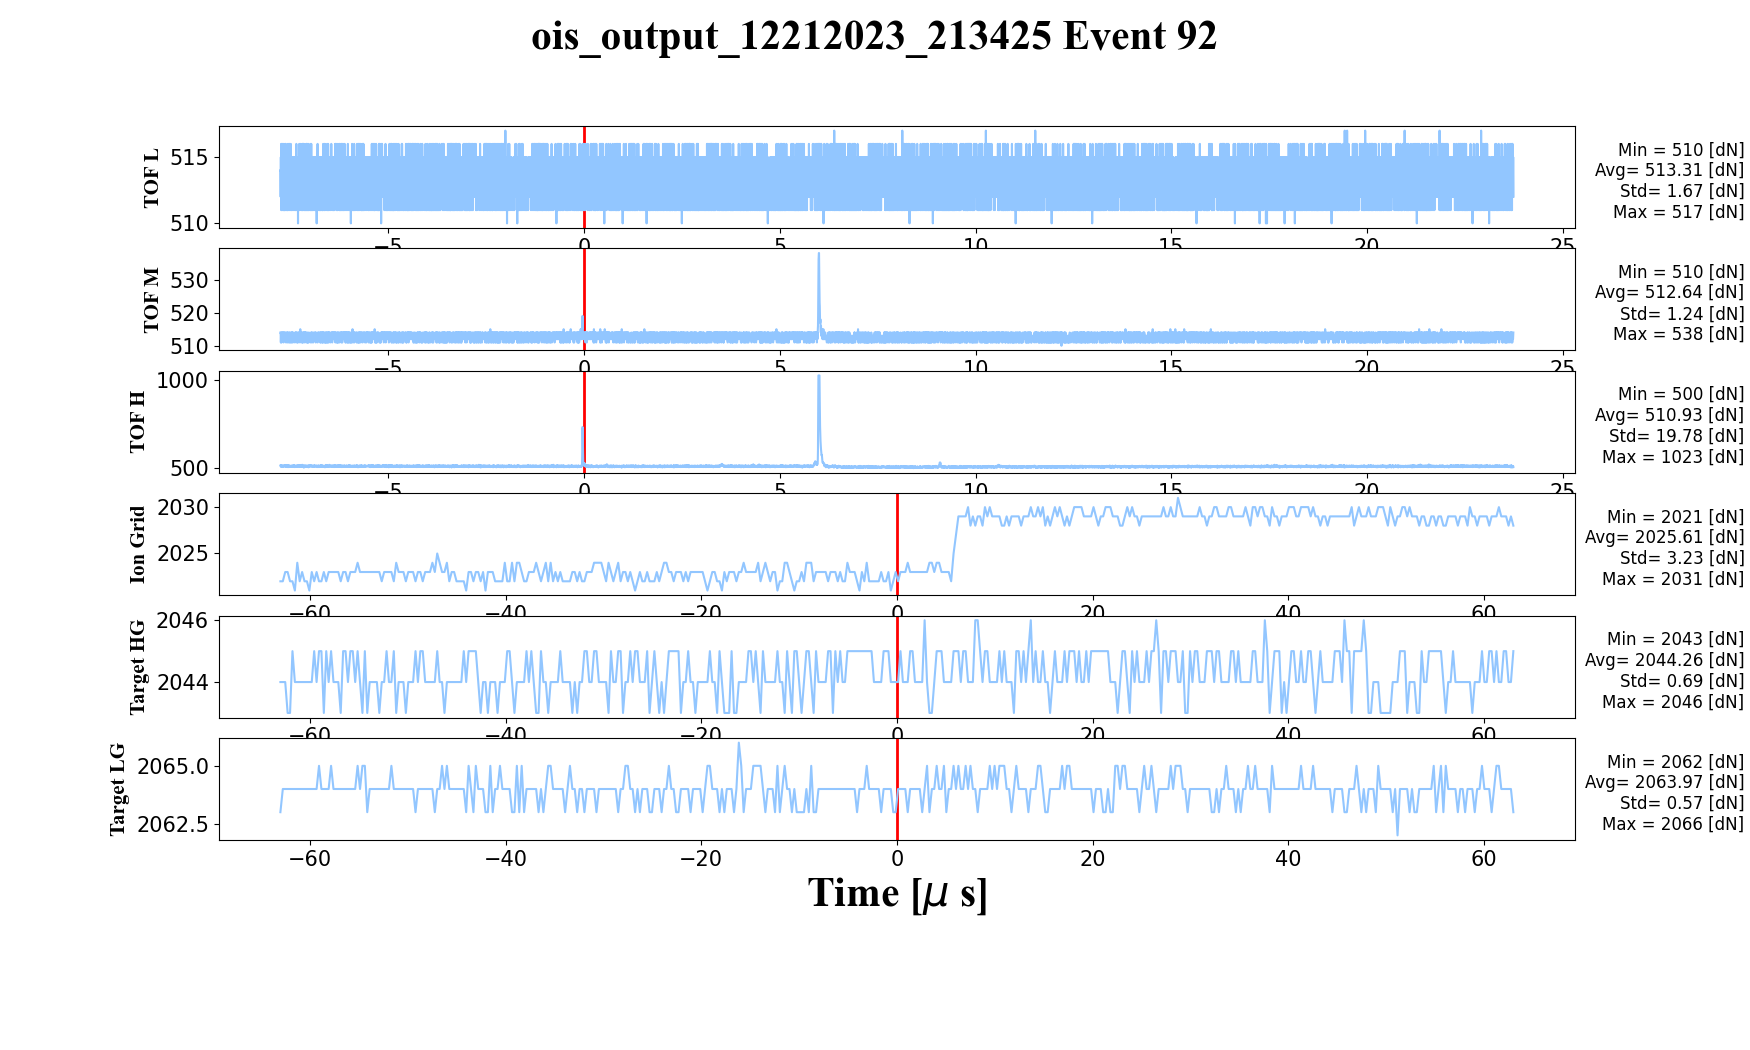 ois_output_12212023_213425 Event 92
TOF L
515
510
−5
0
5
10
15
20
25
Min = 510 [dN]
Avg= 513.31 [dN]
Std= 1.67 [dN]
Max = 517 [dN]
TOF M
530
520
510
−5
0
5
10
15
20
25
Min = 510 [dN]
Avg= 512.64 [dN]
Std= 1.24 [dN]
Max = 538 [dN]
TOF H
1000
500
−5
0
5
10
15
20
25
Min = 500 [dN]
Avg= 510.93 [dN]
Std= 19.78 [dN]
Max = 1023 [dN]
Ion Grid
2030
2025
−60
−40
−20
0
20
40
60
Min = 2021 [dN]
Avg= 2025.61 [dN]
Std= 3.23 [dN]
Max = 2031 [dN]
Target HG
2046
2044
−60
−40
−20
0
20
40
60
Min = 2043 [dN]
Avg= 2044.26 [dN]
Std= 0.69 [dN]
Max = 2046 [dN]
Target LG
2065.0
2062.5
−60
−40
−20
0
20
40
60
Min = 2062 [dN]
Avg= 2063.97 [dN]
Std= 0.57 [dN]
Max = 2066 [dN]
Time [μ s]